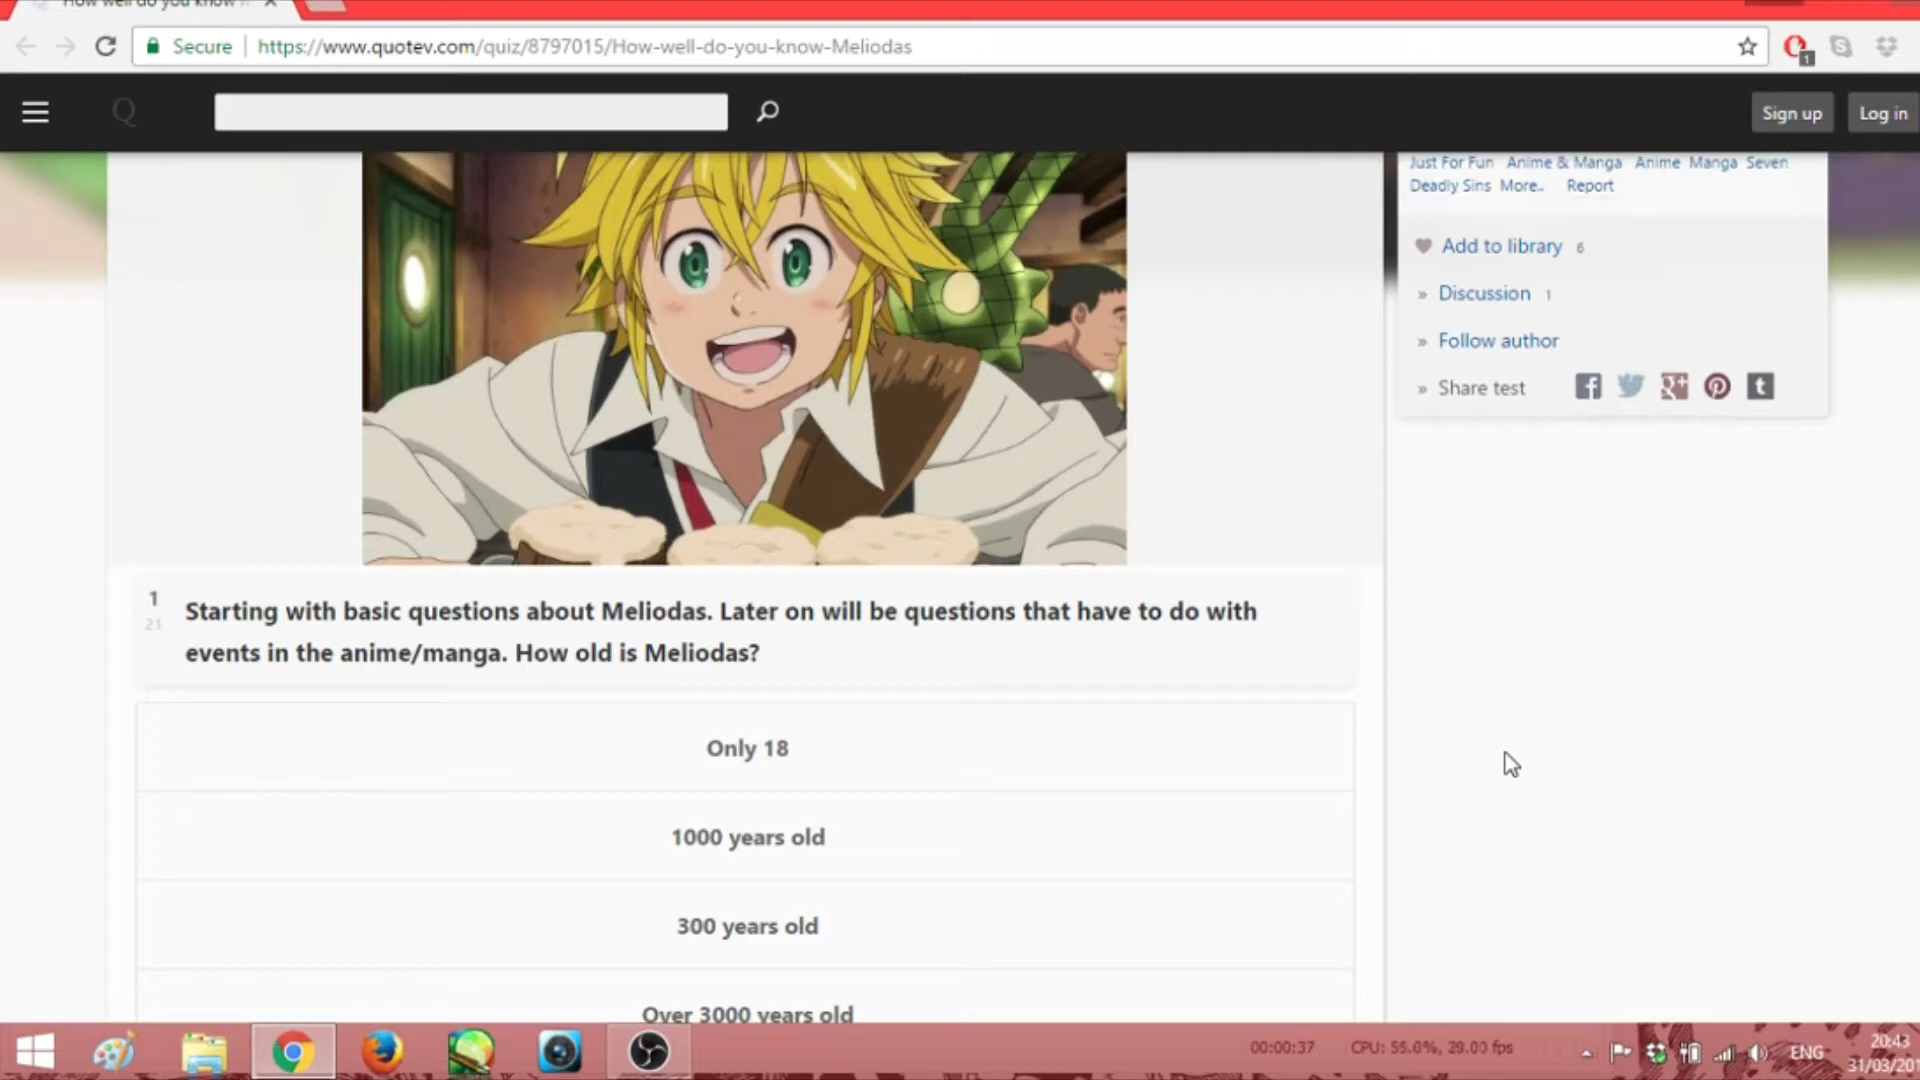 Secure https://www.quotev.com/quiz/8797015/How-well-do-you-know-Meliodas
1
Q
Sign up
Log in
Just For Fun Anime & Manga Anime Manga Seven
Deadly Sins More.. Report
Add to library 6
» Discussion 1
» Follow author
» Share test
1
21
Starting with basic questions about Meliodas. Later on will be questions that have to do with
events in the anime/manga. How old is Meliodas?
Only 18
1000 years old
300 years old
Over 3000 years old
00:00:37
CPU: 55.0%, 29.00 fps
ENG
20:43
31/03/20